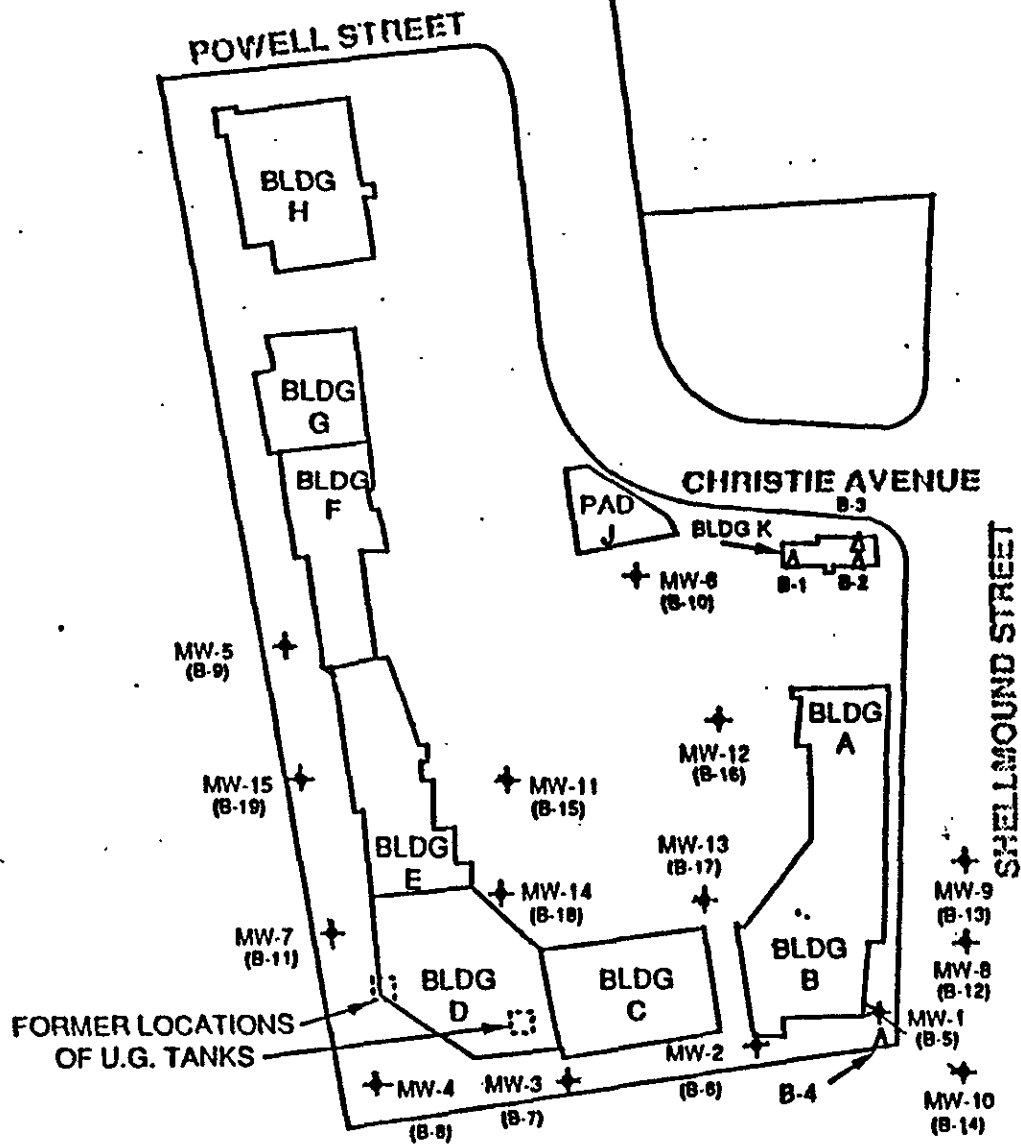 POWELL STREET
BLDG
H
BLDG
G
BLDG
F
CHRISTIE AVENUE
PAD
J
BLDG K
B-3
B-1
B-2
SHELLMOUND STREET
MW-6
(B-10)
MW-5
(B-9)
BLDG
A
MW-12
(B-16)
MW-15
(B-19)
MW-11
(B-15)
BLDG
E
MW-13
(B-17)
MW-14
(B-18)
MW-9
(B-13)
MW-7
(B-11)
BLDG
B
MW-8
(B-12)
BLDG
D
BLDG
C
FORMER LOCATIONS
OF U.G. TANKS
MW-1
(B-5)
MW-2
(B-6)
MW-4
(B-8)
MW-3
(B-7)
B-4
MW-10
(B-14)